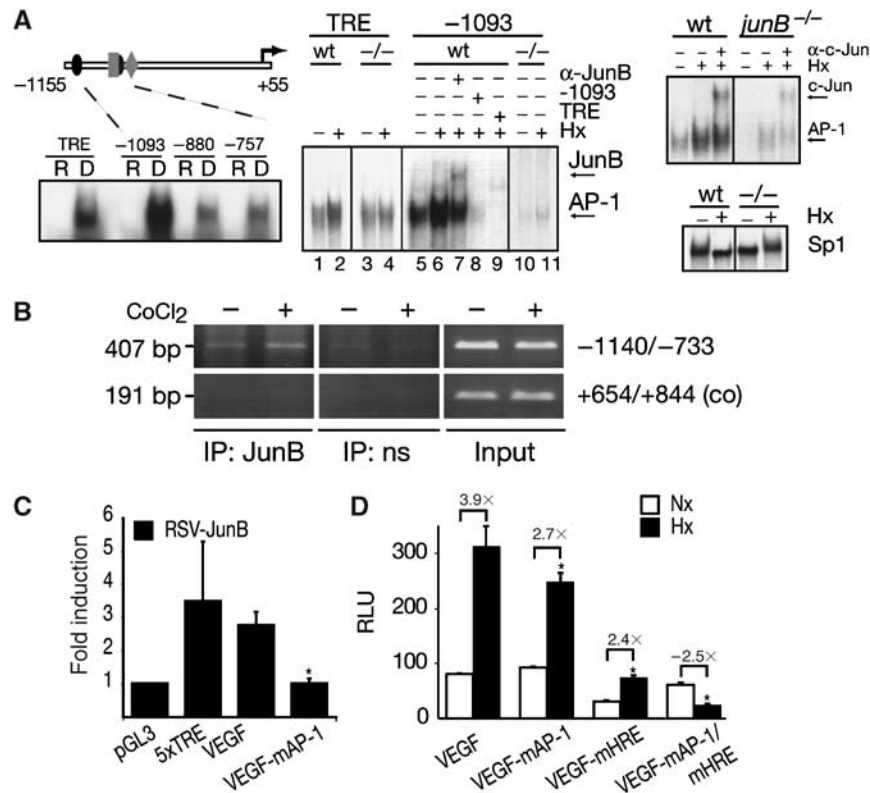 A
−1155
+55
TRE −1093 −880 −757
R D R D R D R D
TRE −1093
wt −/− wt −/−
α-JunB − − + − − − −
-1093 − − − + − − −
TRE − − − − + − −
Hx − + − + − + + + + − +
JunB
AP-1
1 2 3 4 5 6 7 8 9 10 11
wt junB −/−
− − + − − + α-c-Jun
− + + − + + Hx
c-Jun
AP-1
wt −/−
− + − + Hx
Sp1
B
CoCl2 − + − + − +
407 bp −1140/−733
191 bp +654/+844 (co)
IP: JunB IP: ns Input
C
Fold induction
6
5
4
3
2
1
RSV-JunB
*
pGL3 5xTRE VEGF VEGF-mAP-1
D
Nx
Hx
RLU
300
200
100
0
3.9×
2.7×
*
2.4×
*
−2.5×
*
VEGF VEGF-mAP-1 VEGF-mHRE VEGF-mAP-1/
mHRE